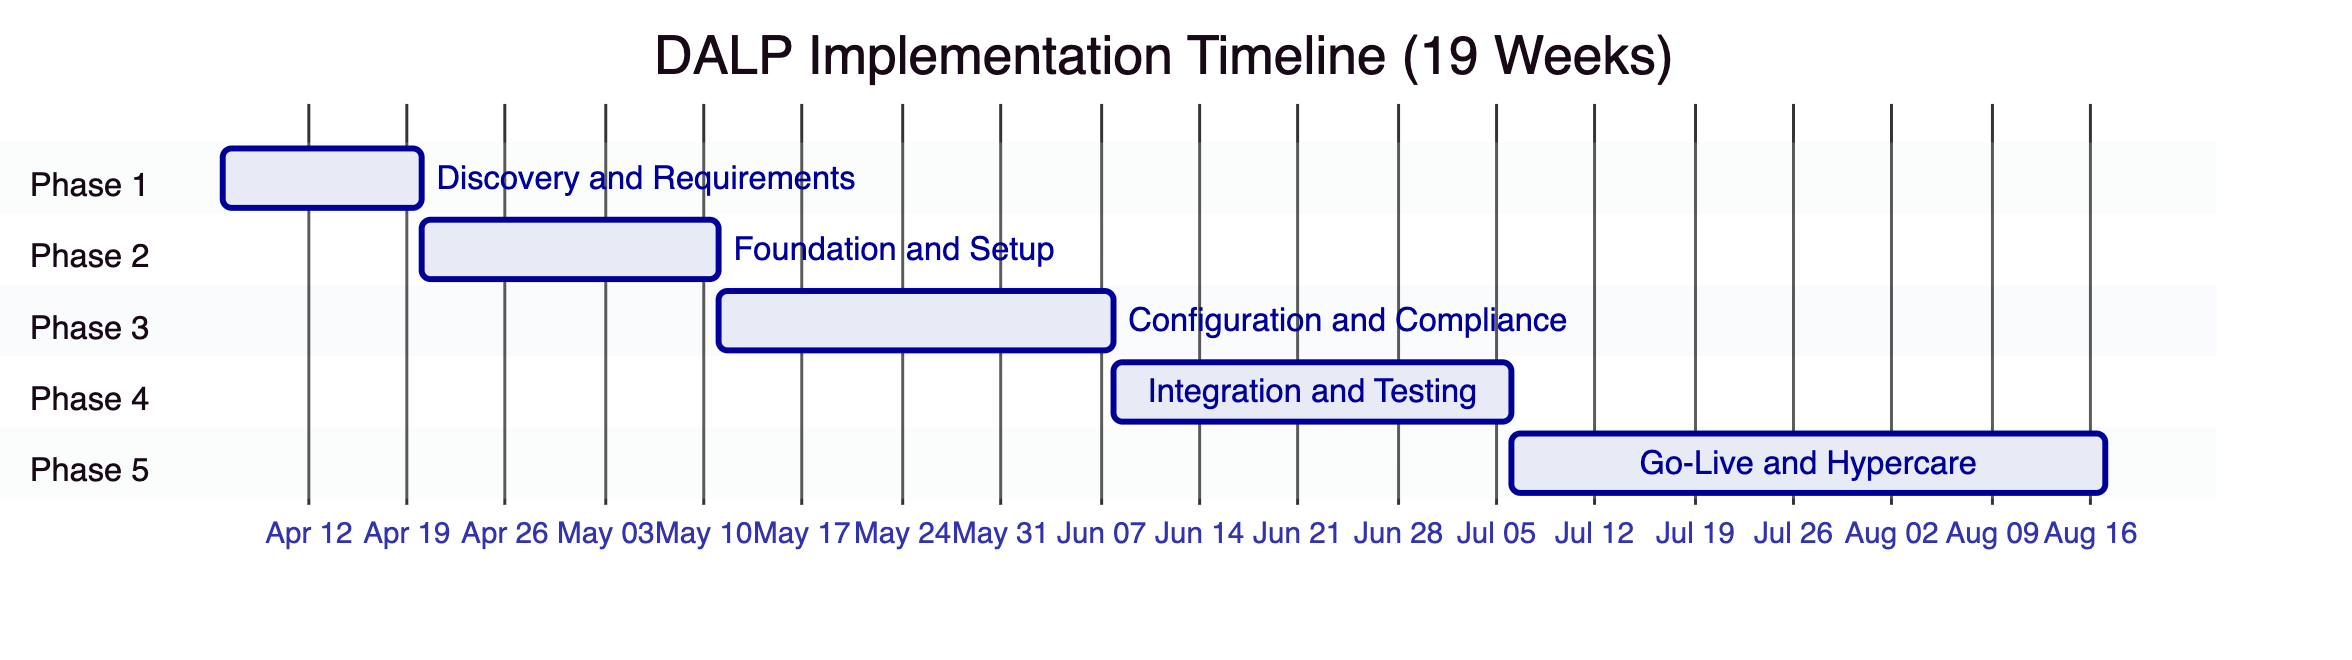 DALP Implementation Timeline (19 Weeks)
Phase 1
Discovery and Requirements
Phase 2
Foundation and Setup
Phase 3
Configuration and Compliance
Phase 4
Integration and Testing
Phase 5
Go-Live and Hypercare
Apr 12 Apr 19 Apr 26 May 03 May 10 May 17 May 24 May 31 Jun 07 Jun 14 Jun 21 Jun 28 Jul 05 Jul 12 Jul 19 Jul 26 Aug 02 Aug 09 Aug 16